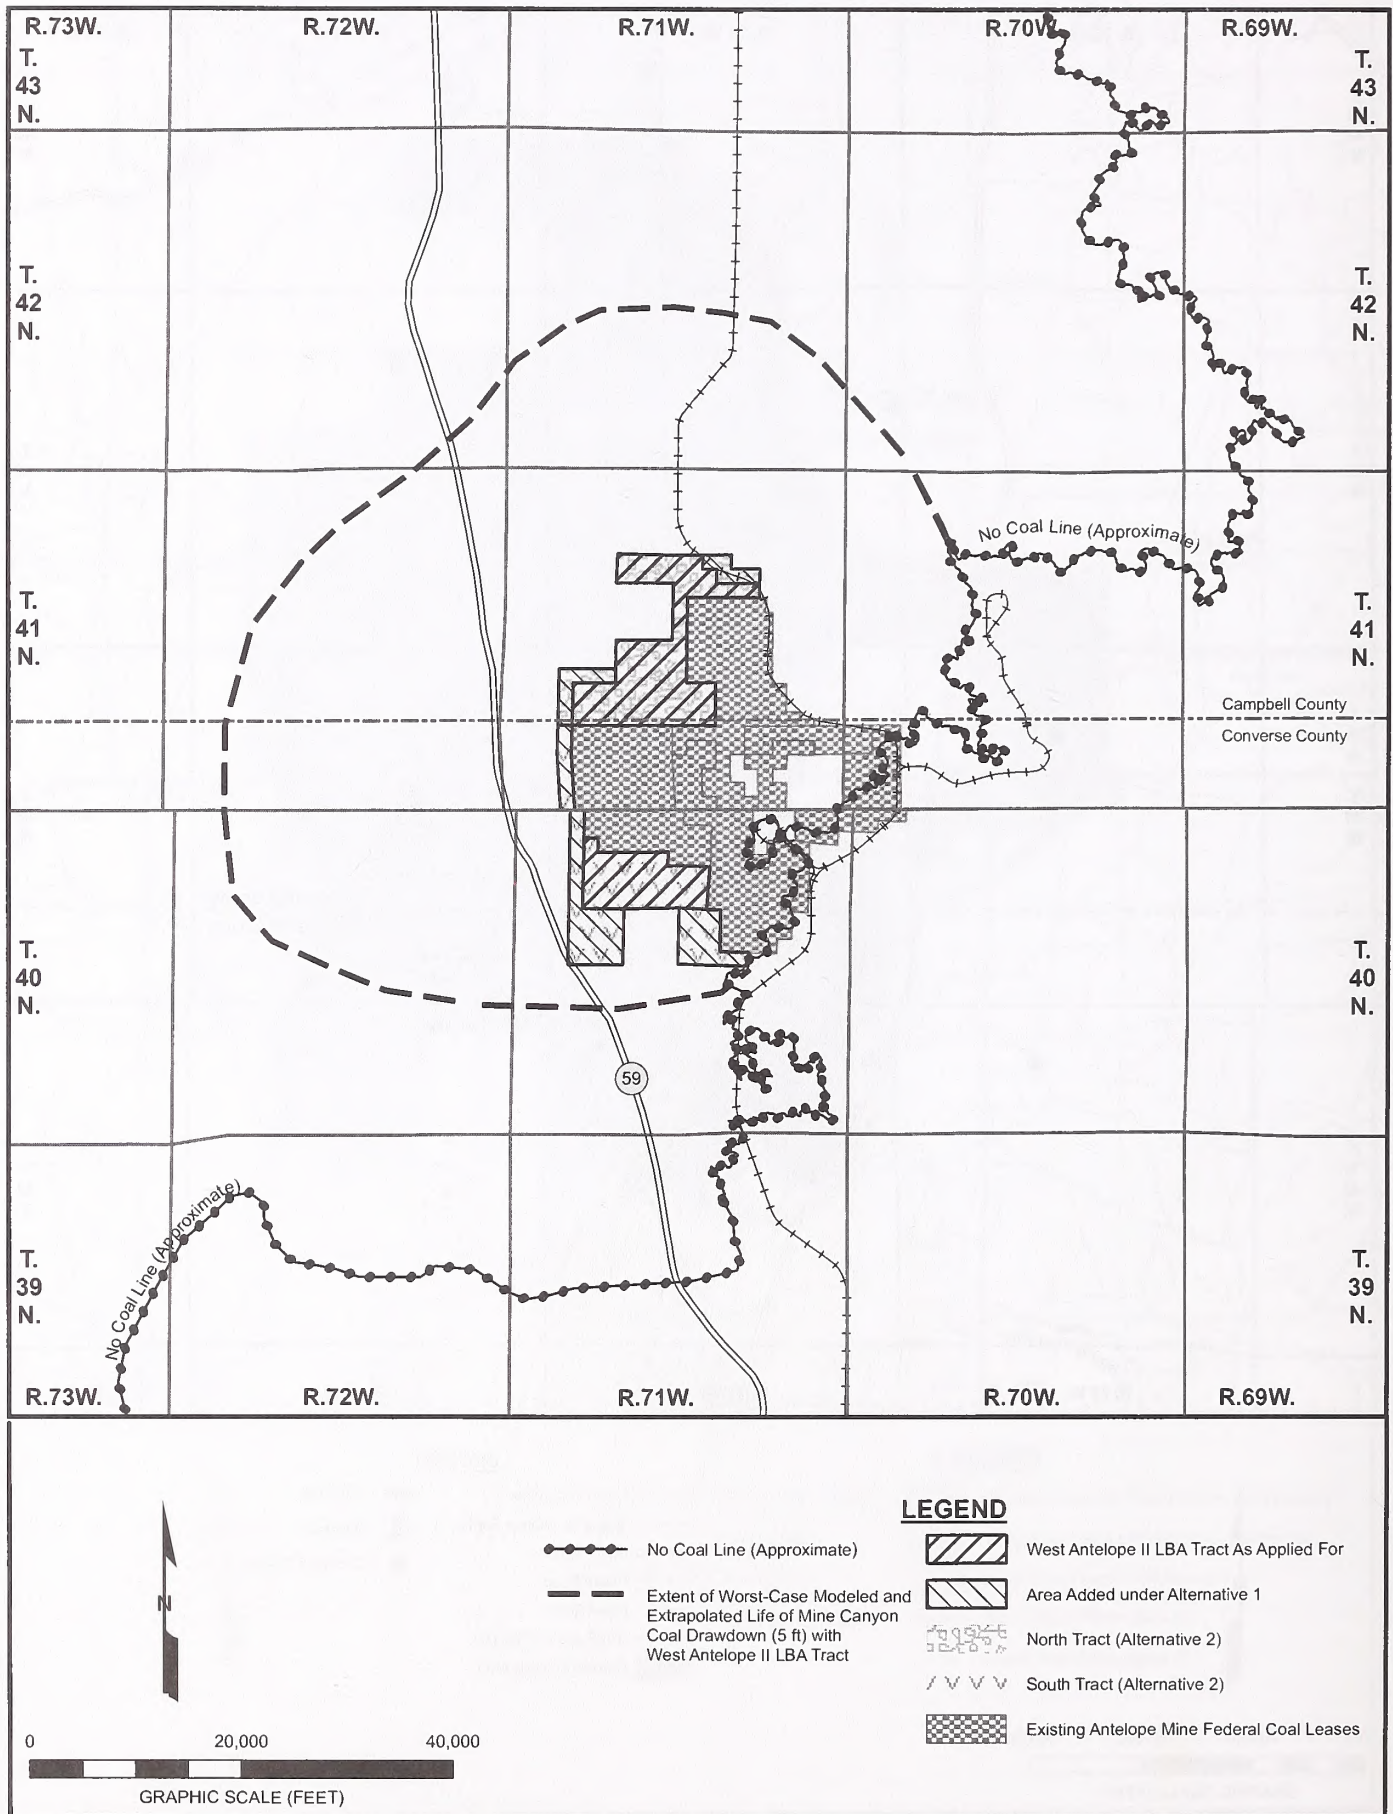 R.73W. R.72W. R.71W. R.70W. R.69W.
T.
43
N.
T.
43
N.
T.
42
N.
T.
42
N.
No Coal Line (Approximate)
T.
41
N.
T.
41
N.
Campbell County
Converse County
T.
40
N.
T.
40
N.
59
No Coal Line (Approximate)
T.
39
N.
T.
39
N.
R.73W. R.72W. R.71W. R.70W. R.69W.
N
LEGEND
No Coal Line (Approximate)
Extent of Worst-Case Modeled and
Extrapolated Life of Mine Canyon
Coal Drawdown (5 ft) with
West Antelope II LBA Tract
West Antelope II LBA Tract As Applied For
Area Added under Alternative 1
North Tract (Alternative 2)
South Tract (Alternative 2)
Existing Antelope Mine Federal Coal Leases
0 20,000 40,000
GRAPHIC SCALE (FEET)